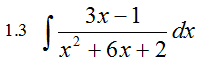 1.3 ∫ (3x − 1)/(x² + 6x + 2) dx